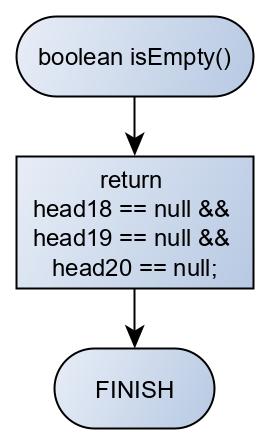 boolean isEmpty()
return
head18 == null &&
head19 == null &&
head20 == null;
FINISH